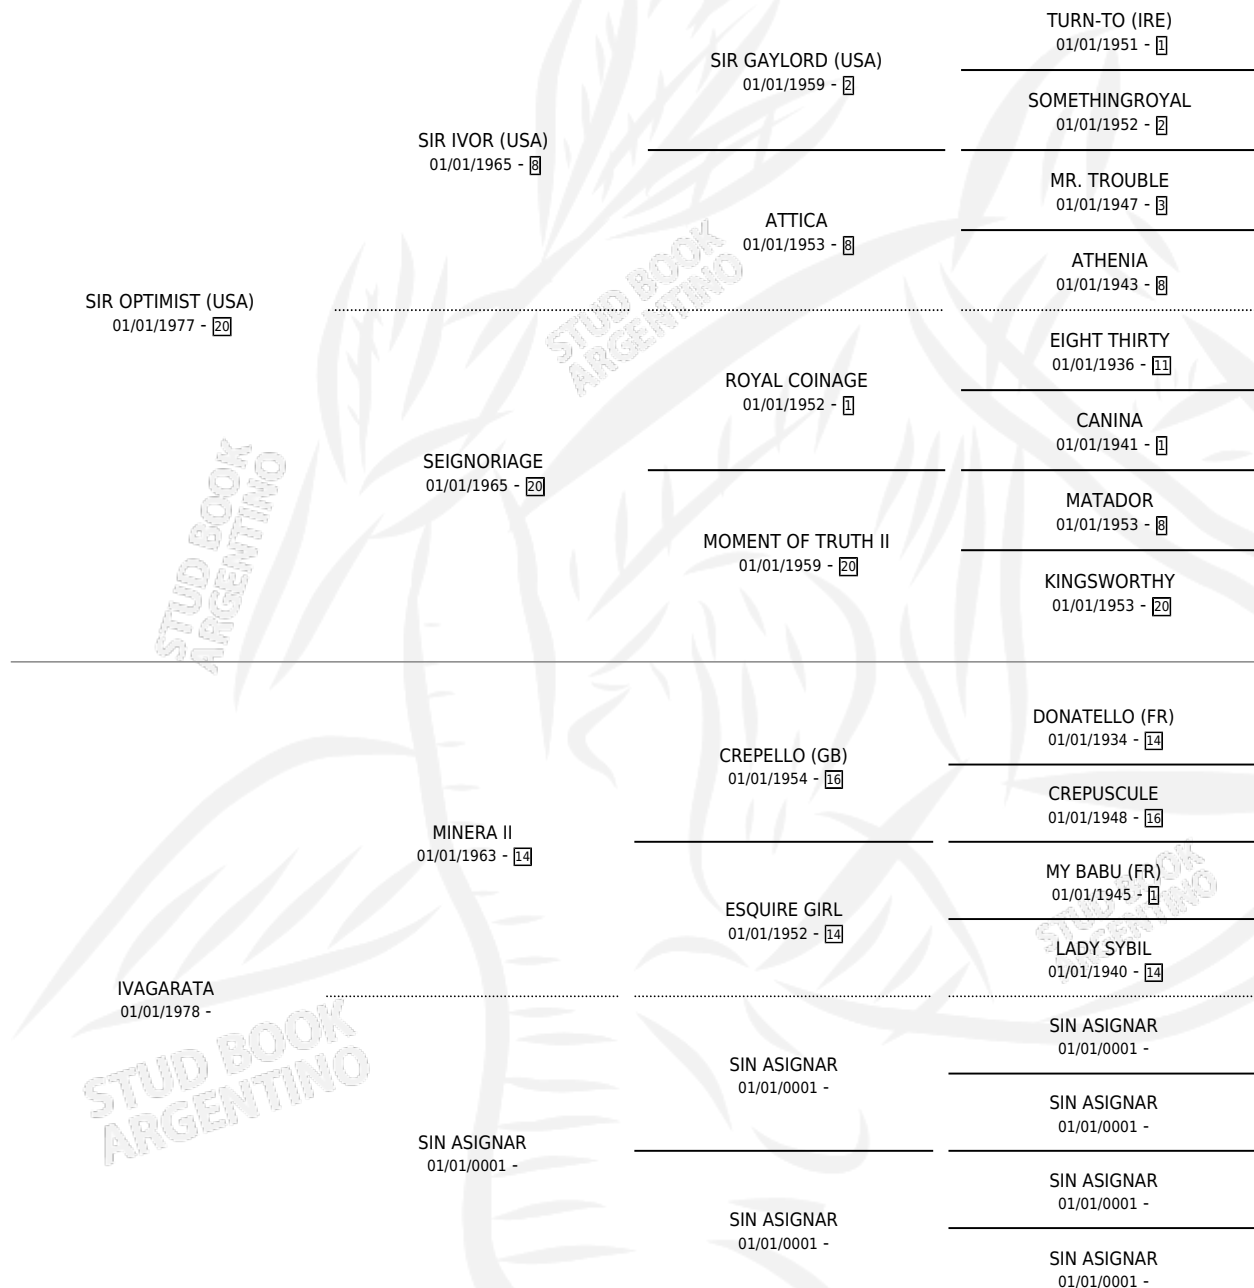 TURN-TO (IRE)
01/01/1951 - 1
SIR GAYLORD (USA)
01/01/1959 - 2
SOMETHINGROYAL
01/01/1952 - 2
SIR IVOR (USA)
01/01/1965 - 8
MR. TROUBLE
01/01/1947 - 3
ATTICA
01/01/1953 - 8
ATHENIA
01/01/1943 - 8
SIR OPTIMIST (USA)
01/01/1977 - 20
EIGHT THIRTY
01/01/1936 - 11
ROYAL COINAGE
01/01/1952 - 1
CANINA
01/01/1941 - 1
SEIGNORIAGE
01/01/1965 - 20
MATADOR
01/01/1953 - 8
MOMENT OF TRUTH II
01/01/1959 - 20
KINGSWORTHY
01/01/1953 - 20
DONATELLO (FR)
01/01/1934 - 14
CREPELLO (GB)
01/01/1954 - 16
CREPUSCULE
01/01/1948 - 16
MINERA II
01/01/1963 - 14
MY BABU (FR)
01/01/1945 - 1
ESQUIRE GIRL
01/01/1952 - 14
LADY SYBIL
01/01/1940 - 14
IVAGARATA
01/01/1978 -
SIN ASIGNAR
01/01/0001 -
SIN ASIGNAR
01/01/0001 -
SIN ASIGNAR
01/01/0001 -
SIN ASIGNAR
01/01/0001 -
SIN ASIGNAR
01/01/0001 -
SIN ASIGNAR
01/01/0001 -
SIN ASIGNAR
01/01/0001 -
STUD BOOK
ARGENTINO
STUD BOOK
ARGENTINO
STUD BOOK
ARGENTINO
STUD BOOK
ARGENTINO